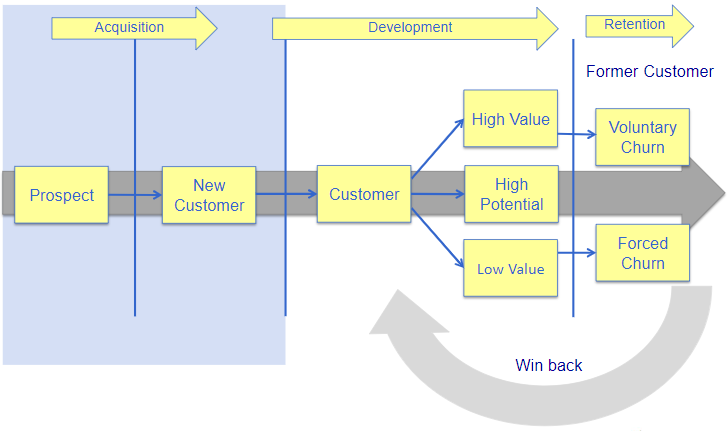 Acquisition
Development
Retention
Former Customer
High Value
Voluntary
Churn
Prospect
New
Customer
Customer
High
Potential
Low Value
Forced
Churn
Win back